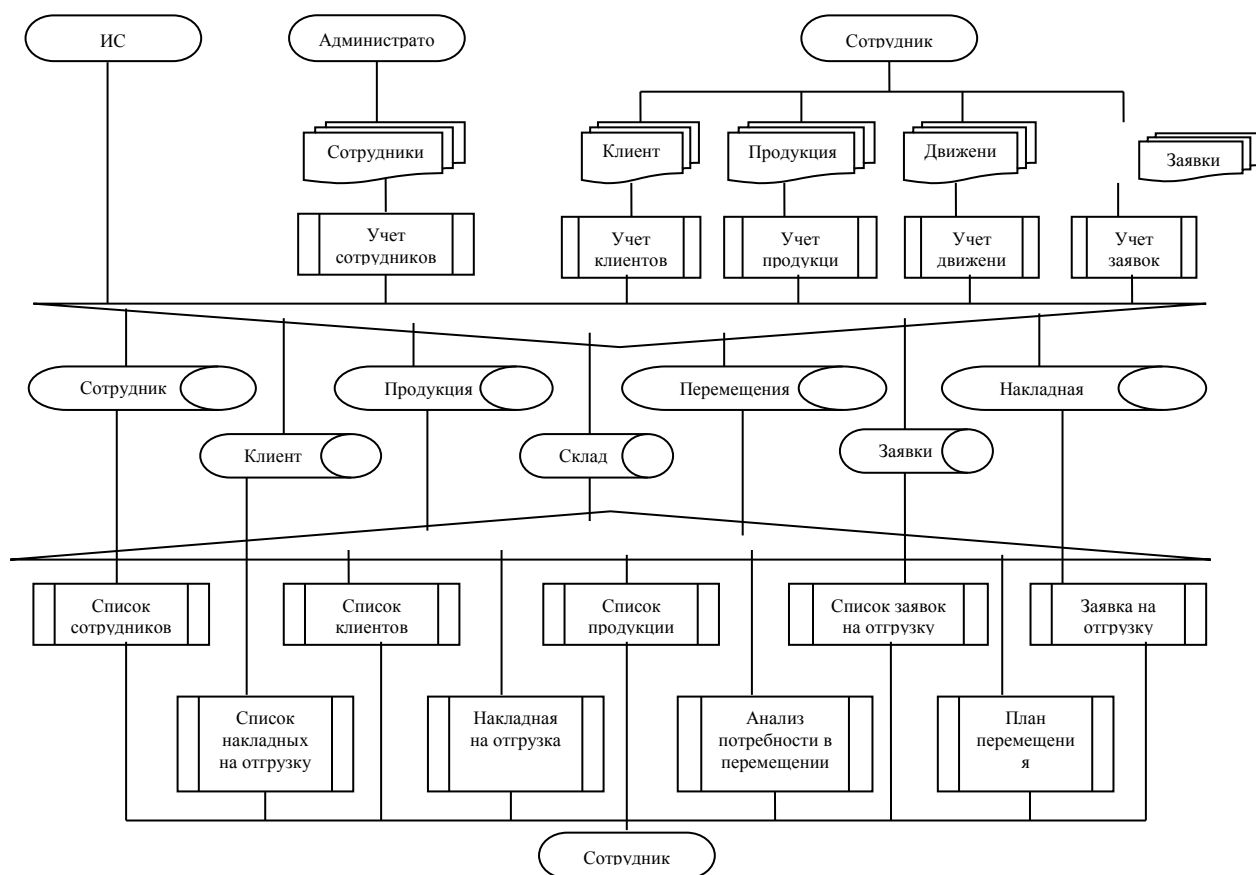 ИС
Администрато
Сотрудник
Сотрудники
Клиент
Продукция
Движени
Заявки
Учет
сотрудников
Учет
клиентов
Учет
продукци
Учет
движени
Учет
заявок
Сотрудник
Продукция
Перемещения
Накладная
Клиент
Склад
Заявки
Список
сотрудников
Список
клиентов
Список
продукции
Список заявок
на отгрузку
Заявка на
отгрузку
Список
накладных
на отгрузку
Накладная
на отгрузка
Анализ
потребности в
перемещении
План
перемещени
я
Сотрудник